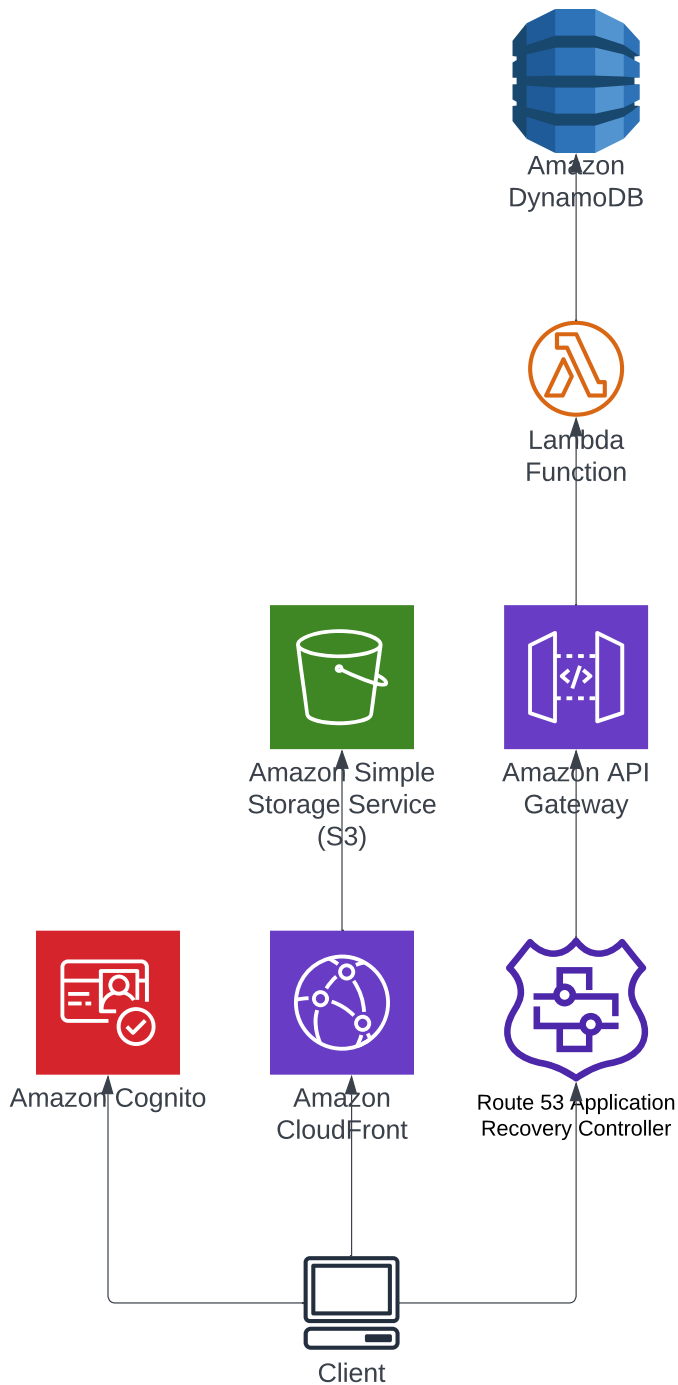 Amazon
DynamoDB
Lambda
Function
Amazon Simple
Storage Service
(S3)
Amazon API
Gateway
Amazon Cognito
Amazon
CloudFront
Route 53 Application
Recovery Controller
Client